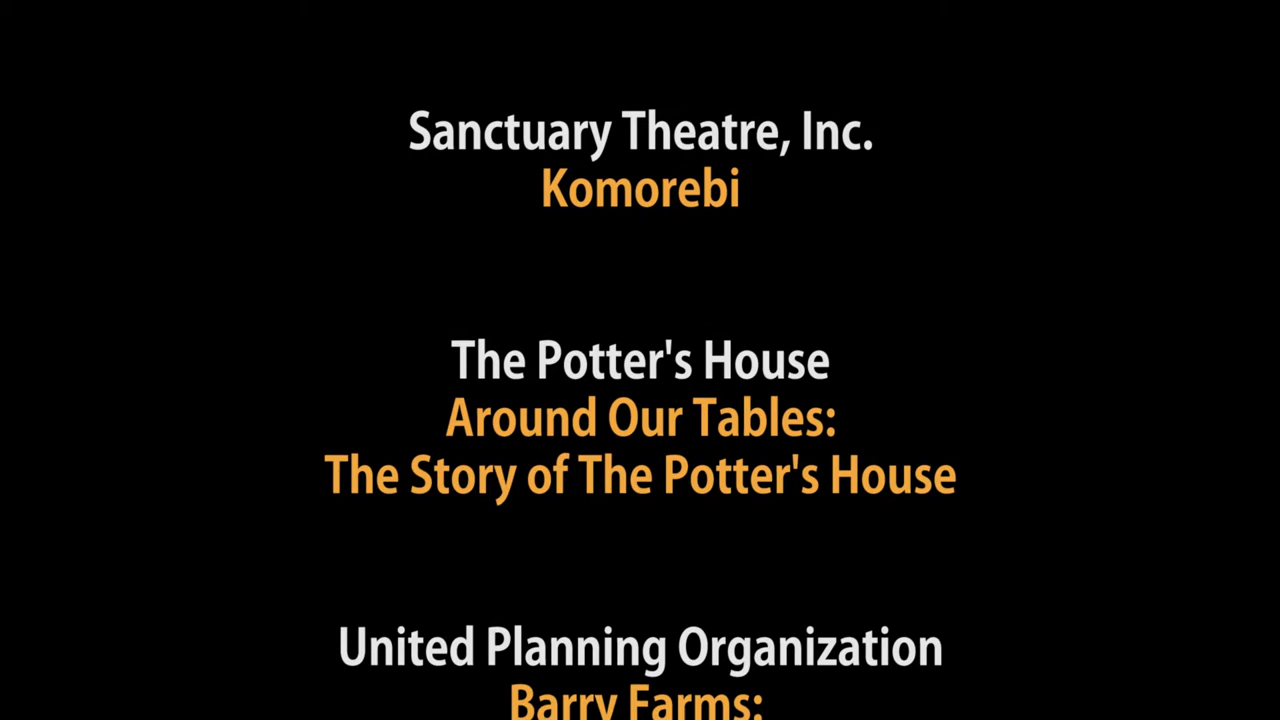 Sanctuary Theatre, Inc.
Komorebi
The Potter's House
Around Our Tables:
The Story of The Potter's House
United Planning Organization
Barry Farms: